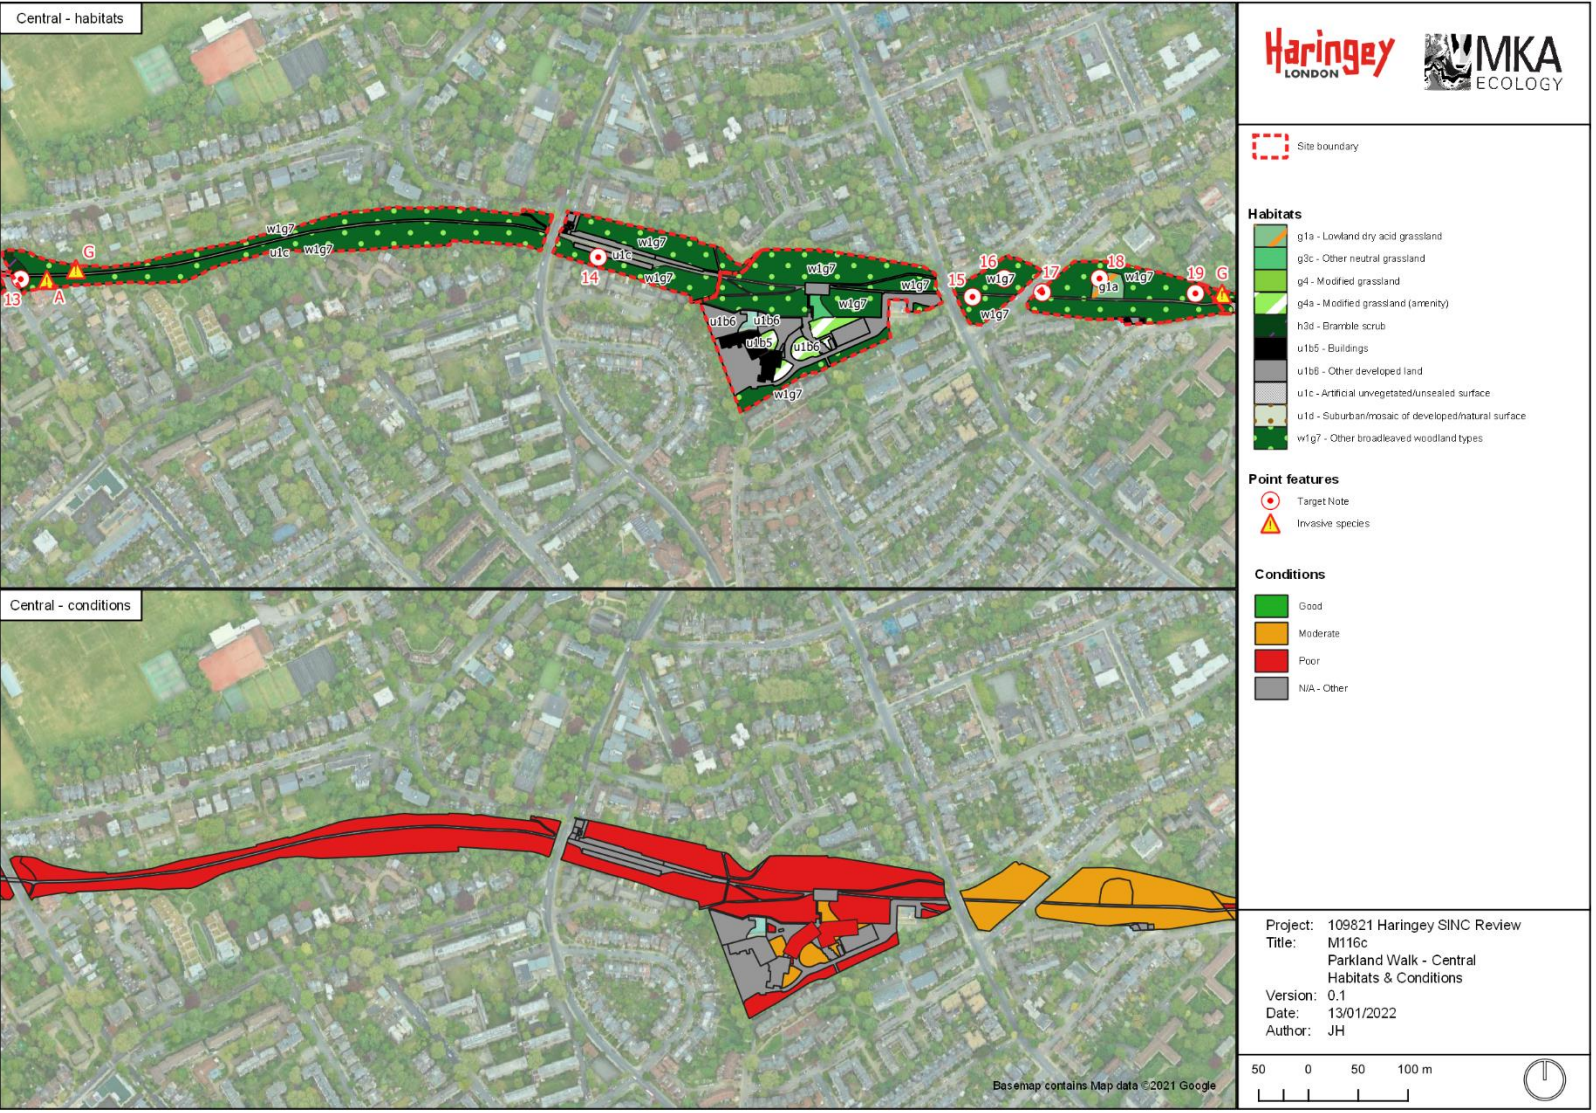 Central - habitats
G
w1g7
u1c
w1g7
13
A
w1g7
u1c
w1g7
14
w1g7
w1g7
w1g7
u1b6
u1b6
u1b5
u1b6
w1g7
15
16
w1g7
w1g7
17
18
w1g7
g1a
19
G
Central - conditions
Basemap contains Map data ©2021 Google
Haringey
LONDON
MKA
ECOLOGY
Site boundary
Habitats
g1a - Lowland dry acid grassland
g3c - Other neutral grassland
g4 - Modified grassland
g4a - Modified grassland (amenity)
h3d - Bramble scrub
u1b5 - Buildings
u1b6 - Other developed land
u1c - Artificial unvegetated/unsealed surface
u1d - Suburban/mosaic of developed/natural surface
w1g7 - Other broadleaved woodland types
Point features
Target Note
Invasive species
Conditions
Good
Moderate
Poor
N/A - Other
Project: 109821 Haringey SINC Review
Title: M116c
Parkland Walk - Central
Habitats & Conditions
Version: 0.1
Date: 13/01/2022
Author: JH
50 0 50 100 m